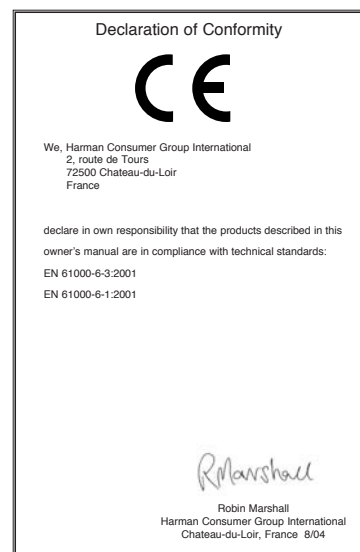 Declaration of Conformity
CE
We, Harman Consumer Group International
2, route de Tours
72500 Chateau-du-Loir
France
declare in own responsibility that the products described in this
owner's manual are in compliance with technical standards:
EN 61000-6-3:2001
EN 61000-6-1:2001
RMarshall
Robin Marshall
Harman Consumer Group International
Chateau-du-Loir, France 8/04